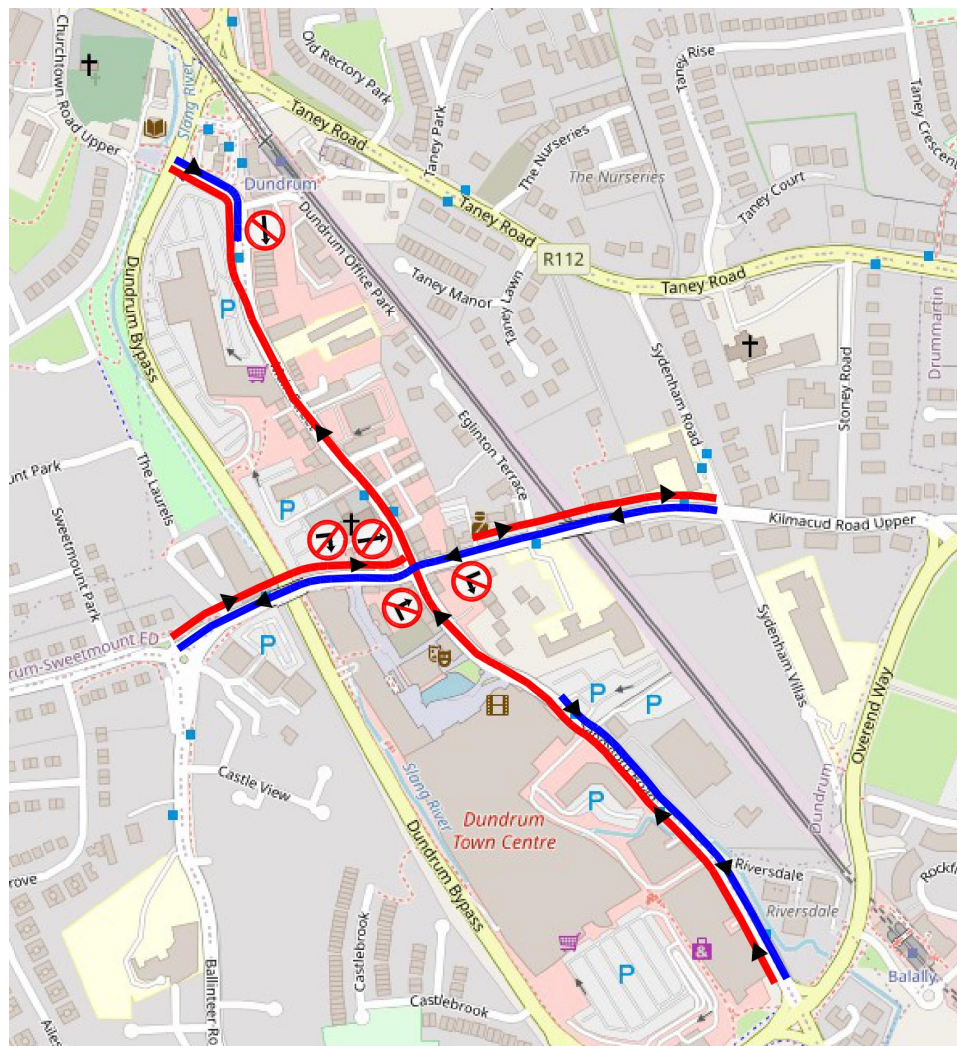 Churchtown Road Upper
Slang River
Old Rectory Park
Taney Road
Taney Park
Taney Rise
Taney Crescen
The Nurseries
The Nurseries
Taney Court
Dundrum
Dundrum Office Park
Taney Road
R112
Taney Road
Taney Manor
Taney Lawn
Dundrum Bypass
P
Sydenham Road
Stoney Road
Drummartin
Eglinton Terrace
unt Park
The Laurels
Sweetmount Park
P
Kilmacud Road Upper
rum-Sweetmount ED
P
Sydenham Villas
Overend Way
P
P
Castle View
Slang River
Dundrum
Town Centre
P
Dundrum
Dundrum Bypass
Riversdale
Riversdale
Rockf
rove
Castlebrook
P
&
Balally
Ballinteer Ro
Castlebrook
Ailes